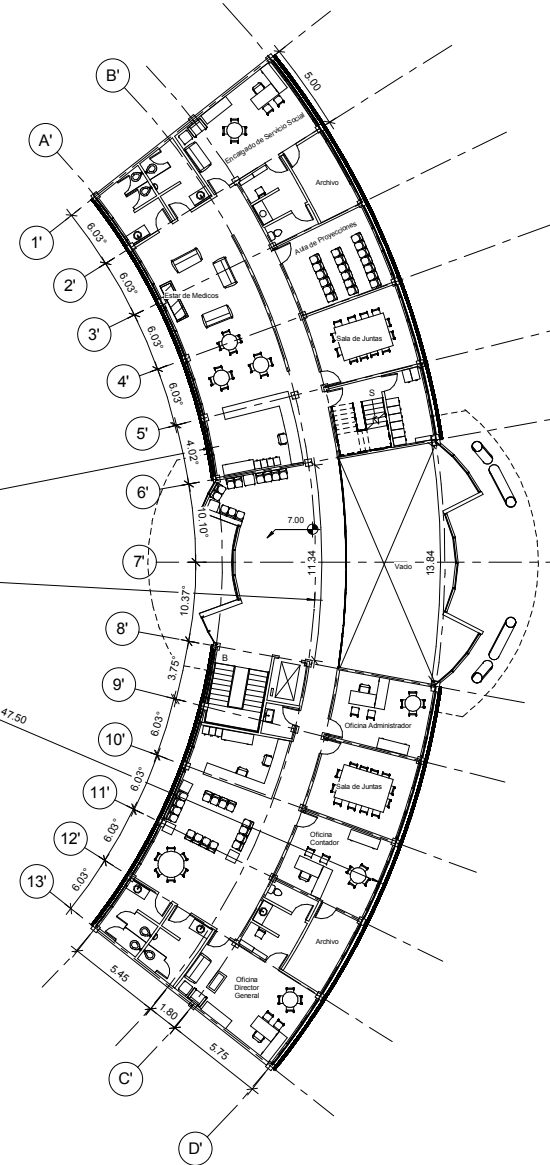 B'
A'
5.00
Encargado de Servicio Social
Archivo
1'
6.03°
2'
6.03°
Aula de Proyecciones
Estar de Medicos
3'
6.03°
4'
Sala de Juntas
6.03°
5'
S
4.02°
6'
10.10°
7.00
7'
11.34
Vacio
13.84
10.37°
8'
B
3.75°
9'
Oficina Administrador
47.50
6.03°
10'
Sala de Juntas
6.03°
11'
Oficina
Contador
6.03°
12'
6.03°
13'
Archivo
5.45
Oficina
Director
General
1.80
5.75
C'
D'